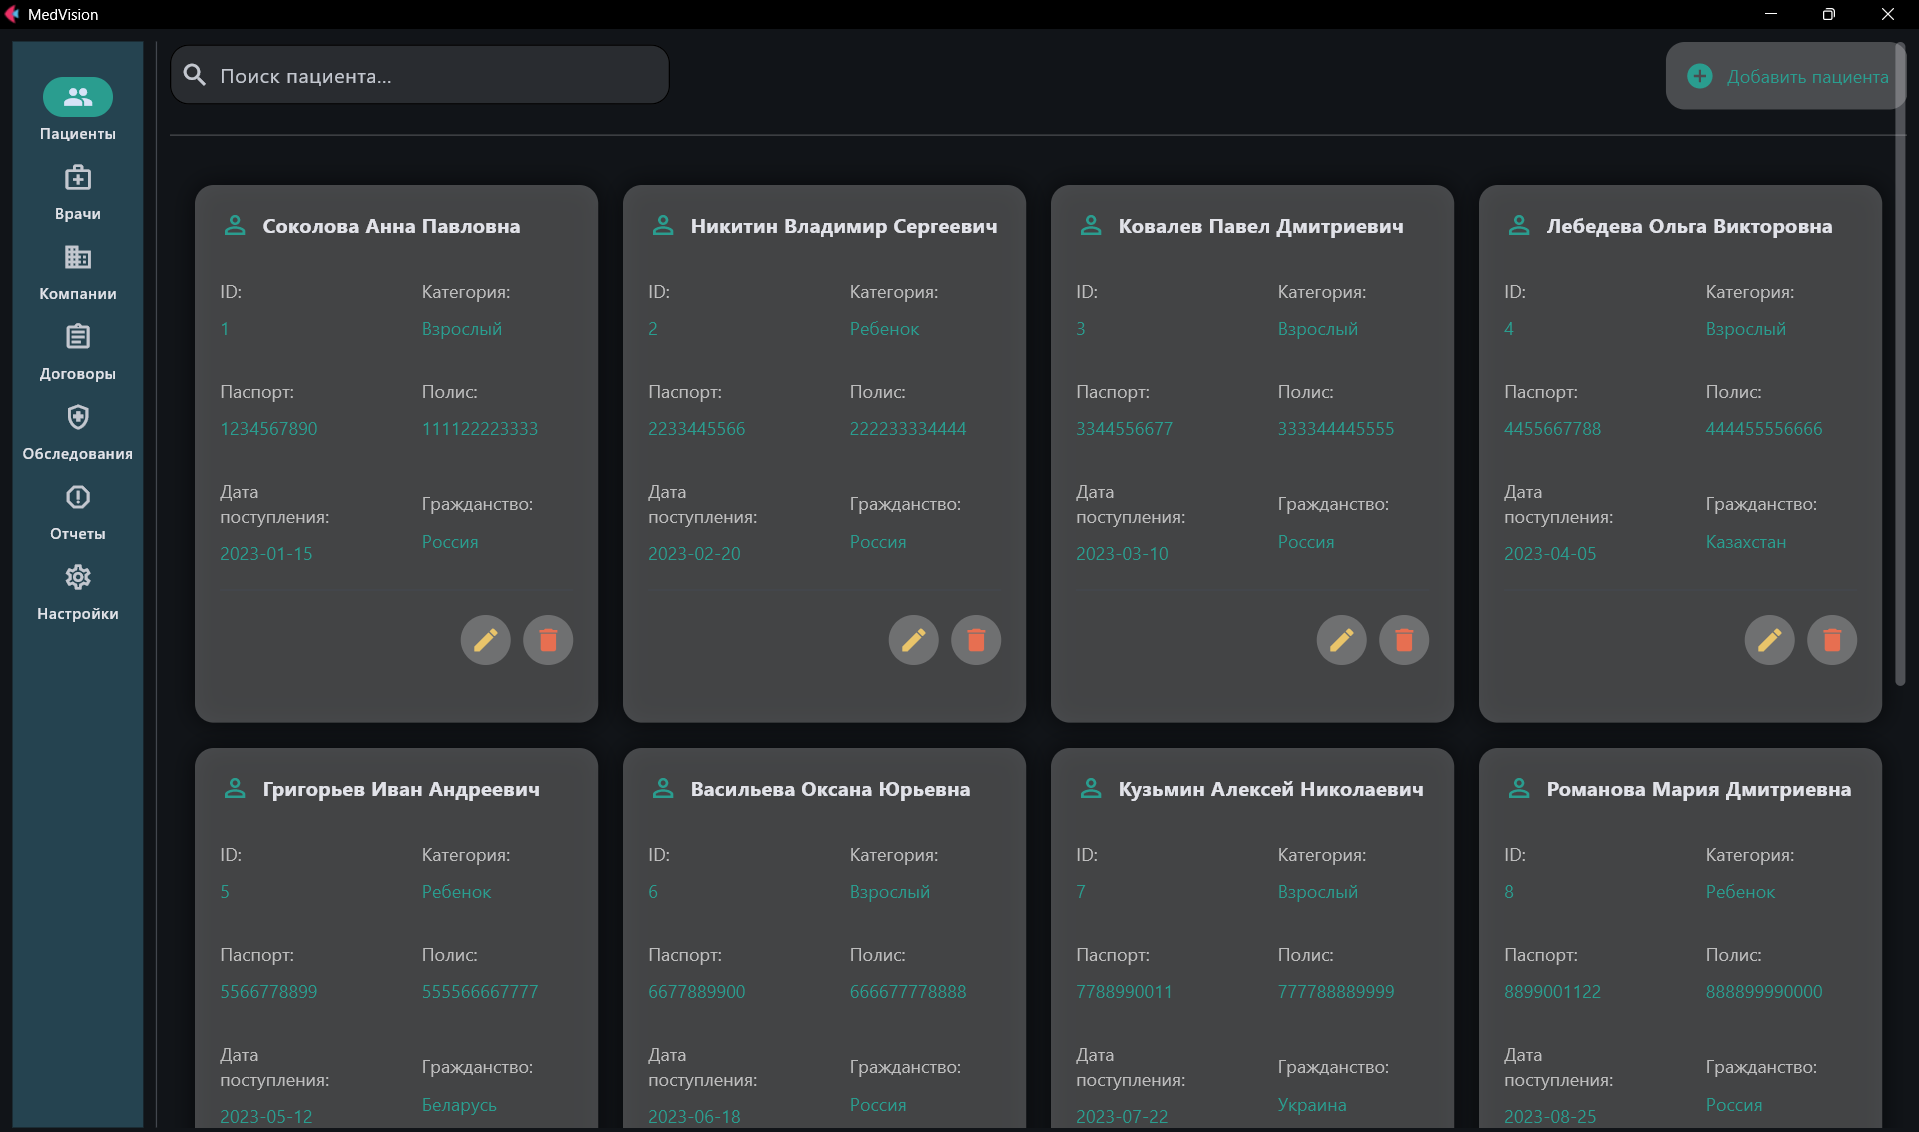 MedVision
Поиск пациента...
Добавить пациента
Пациенты
Врачи
Компании
Договоры
Обследования
Отчеты
Настройки
Соколова Анна Павловна
ID:
Категория:
1
Взрослый
Паспорт:
Полис:
1234567890
111122223333
Дата
поступления:
Гражданство:
2023-01-15
Россия
Никитин Владимир Сергеевич
ID:
Категория:
2
Ребенок
Паспорт:
Полис:
2233445566
222233334444
Дата
поступления:
Гражданство:
2023-02-20
Россия
Ковалев Павел Дмитриевич
ID:
Категория:
3
Взрослый
Паспорт:
Полис:
3344556677
333344445555
Дата
поступления:
Гражданство:
2023-03-10
Россия
Лебедева Ольга Викторовна
ID:
Категория:
4
Взрослый
Паспорт:
Полис:
4455667788
444455556666
Дата
поступления:
Гражданство:
2023-04-05
Казахстан
Григорьев Иван Андреевич
ID:
Категория:
5
Ребенок
Паспорт:
Полис:
5566778899
555566667777
Дата
поступления:
Гражданство:
2023-05-12
Беларусь
Васильева Оксана Юрьевна
ID:
Категория:
6
Взрослый
Паспорт:
Полис:
6677889900
666677778888
Дата
поступления:
Гражданство:
2023-06-18
Россия
Кузьмин Алексей Николаевич
ID:
Категория:
7
Взрослый
Паспорт:
Полис:
7788990011
777788889999
Дата
поступления:
Гражданство:
2023-07-22
Украина
Романова Мария Дмитриевна
ID:
Категория:
8
Ребенок
Паспорт:
Полис:
8899001122
888899990000
Дата
поступления:
Гражданство:
2023-08-25
Россия